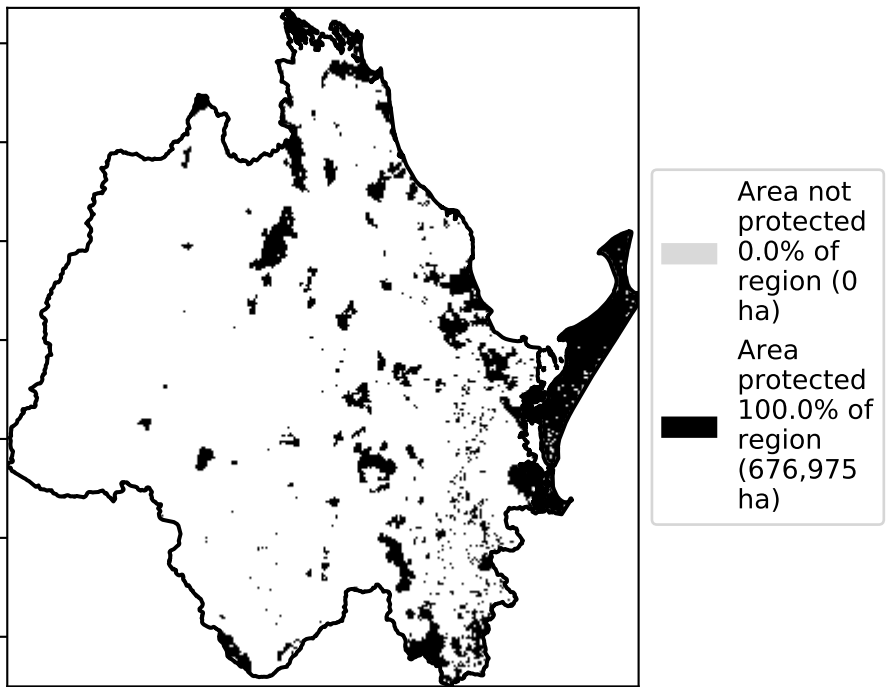 Area not
protected
0.0% of
region (0
ha)
Area
protected
100.0% of
region
(676,975
ha)